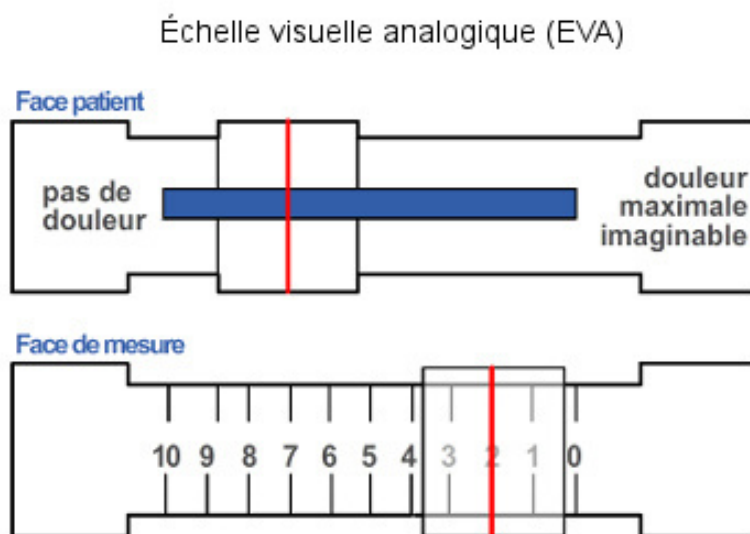 Échelle visuelle analogique (EVA)
Face patient
pas de
douleur
douleur
maximale
imaginable
Face de mesure
10 9 8 7 6 5 4 3 2 1 0